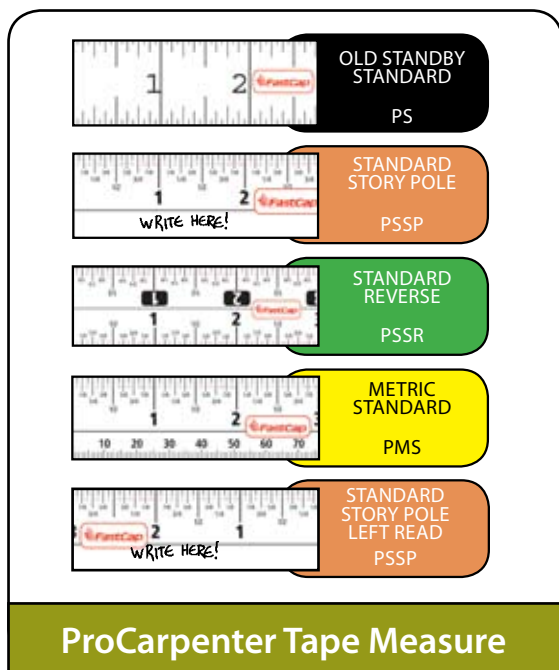 1 2 FastCap
OLD STANDBY
STANDARD
PS
1 2 FastCap
WRITE HERE!
STANDARD
STORY POLE
PSSP
1 2 FastCap
STANDARD
REVERSE
PSSR
1 2 3
10 20 30 40 50 60 70
FastCap
METRIC
STANDARD
PMS
FastCap 2 1
WRITE HERE!
STANDARD
STORY POLE
LEFT READ
PSSP
ProCarpenter Tape Measure